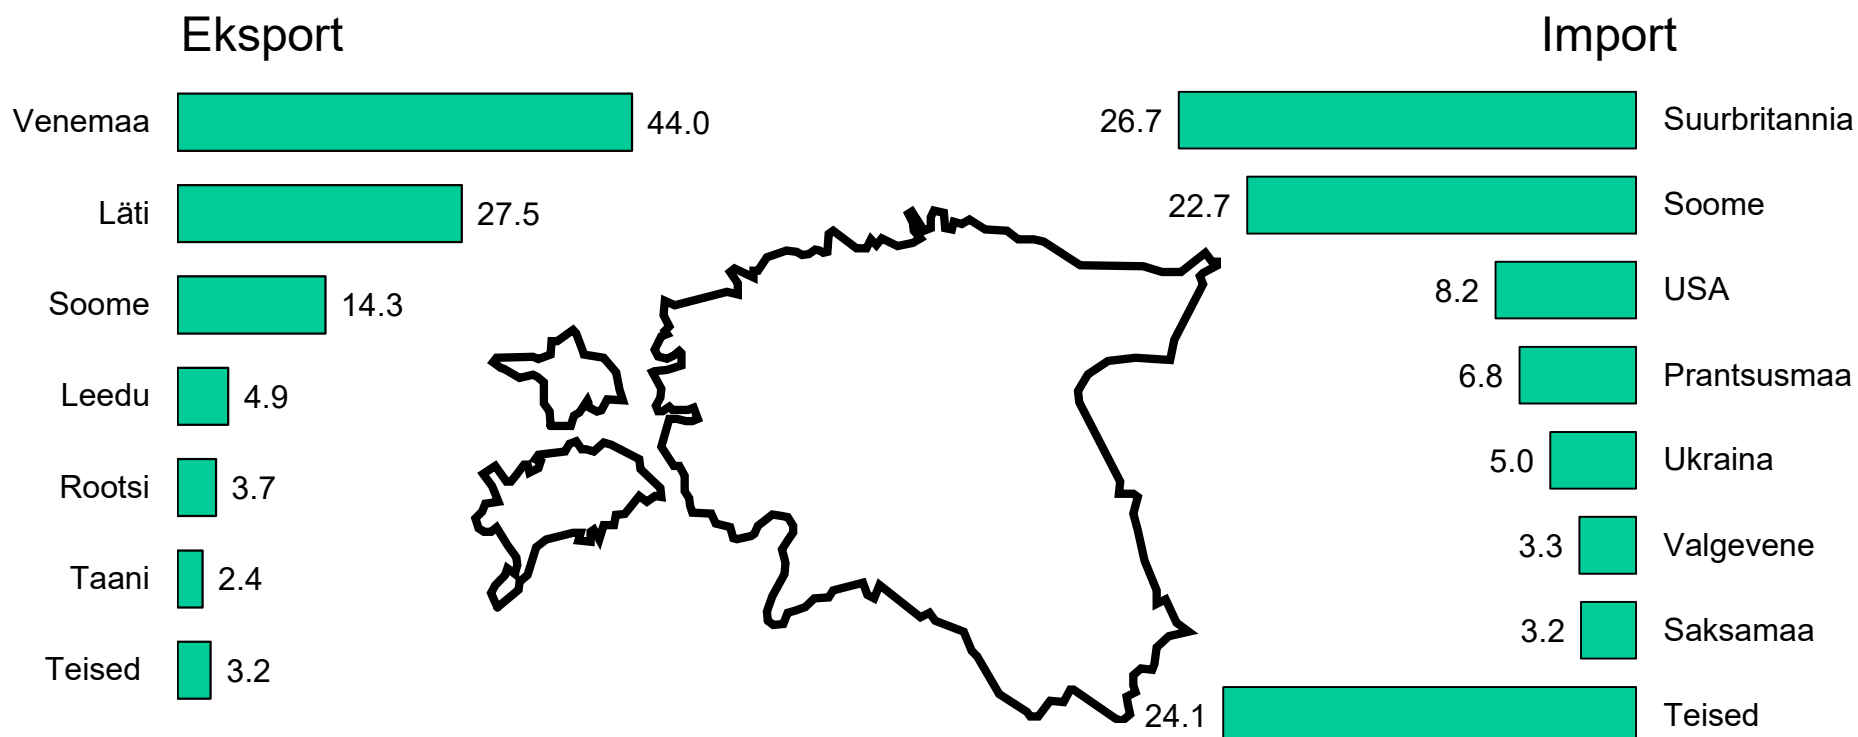 Eksport
Venemaa 44.0
Läti 27.5
Soome 14.3
Leedu 4.9
Rootsi 3.7
Taani 2.4
Teised 3.2
Import
26.7 Suurbritannia
22.7 Soome
8.2 USA
6.8 Prantsusmaa
5.0 Ukraina
3.3 Valgevene
3.2 Saksamaa
24.1 Teised